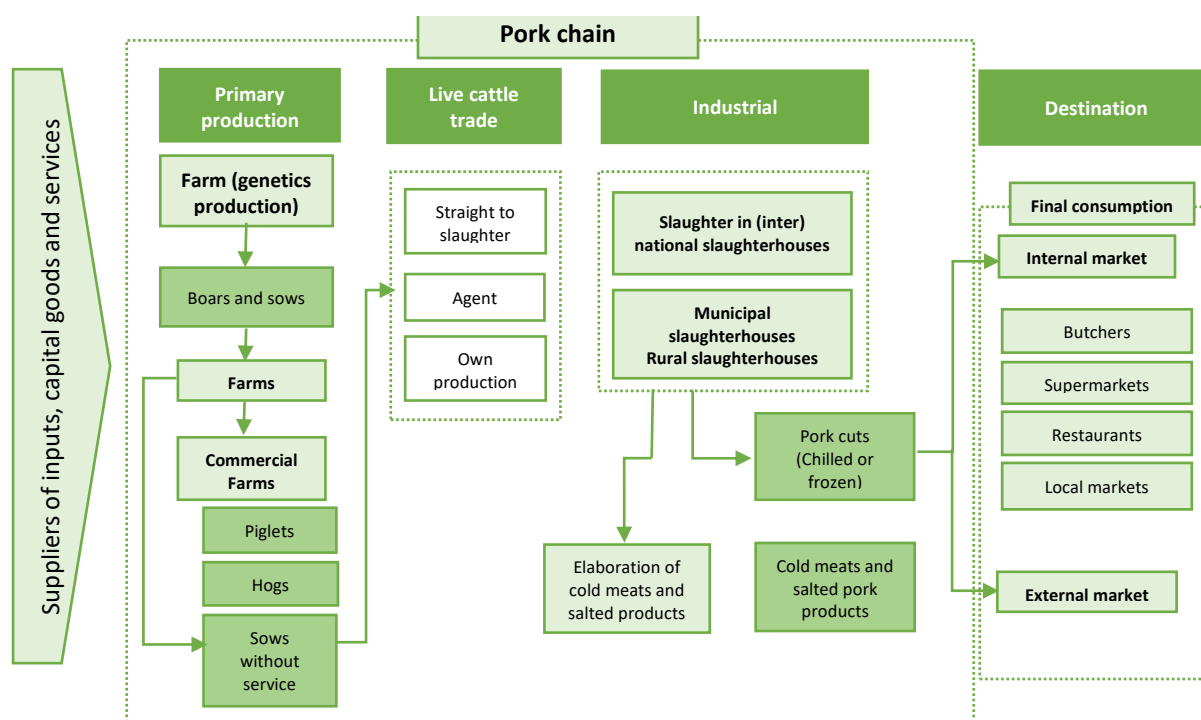 Pork chain
Suppliers of inputs, capital goods and services
Primary
production
Farm (genetics
production)
Boars and sows
Farms
Commercial
Farms
Piglets
Hogs
Sows
without
service
Live cattle
trade
Straight to
slaughter
Agent
Own
production
Industrial
Slaughter in (inter)
national slaughterhouses
Municipal
slaughterhouses
Rural slaughterhouses
Pork cuts
(Chilled or
frozen)
Elaboration of
cold meats and
salted products
Cold meats and
salted pork
products
Destination
Final consumption
Internal market
Butchers
Supermarkets
Restaurants
Local markets
External market